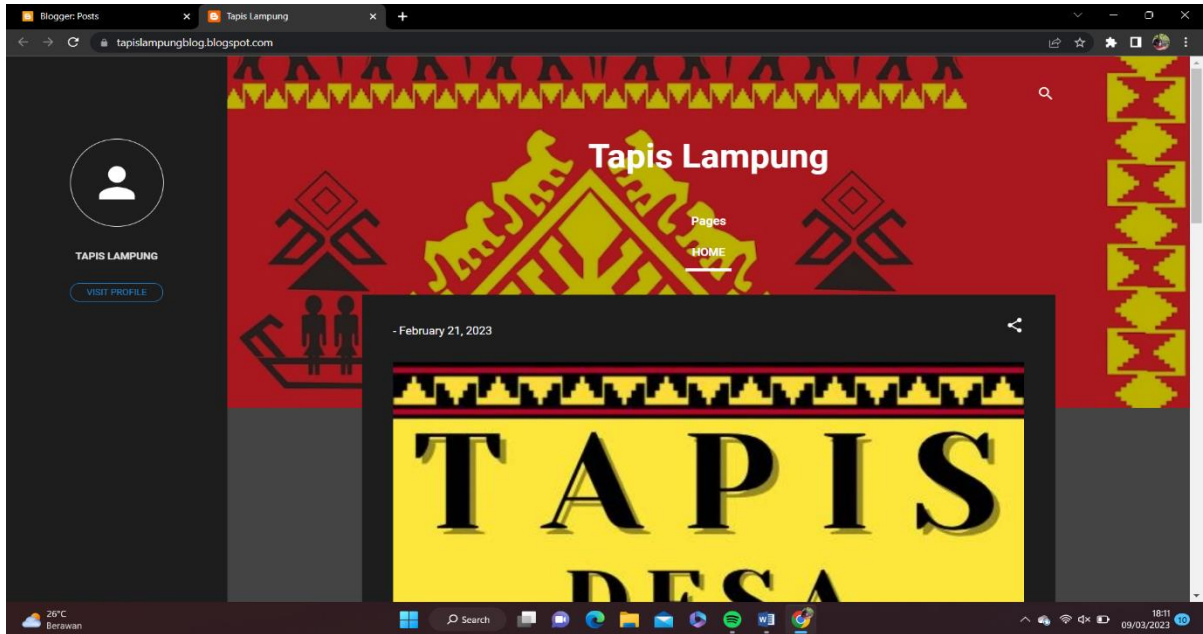 Blogger: Posts
Tapis Lampung
tapislampungblog.blogspot.com
Tapis Lampung
Pages
HOME
TAPIS LAMPUNG
VISIT PROFILE
- February 21, 2023
TAPIS
DESA
26°C
Berawan
Search
18:11
09/03/2023
10